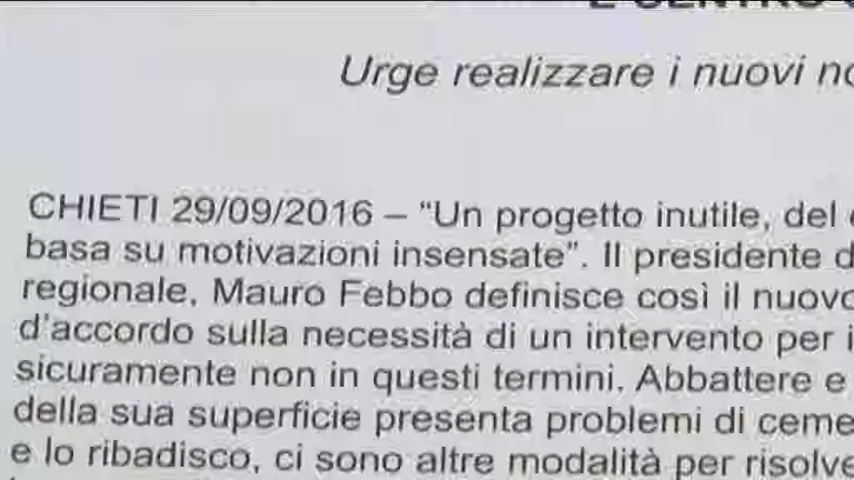 E CENTRO
Urge realizzare i nuovi
CHIETI 29/09/2016 – "Un progetto inutile, del
basa su motivazioni insensate". Il presidente
regionale, Mauro Febbo definisce così il nuovo
d'accordo sulla necessità di un intervento per
sicuramente non in questi termini. Abbattere e
della sua superficie presenta problemi di
e lo ribadisco, ci sono altre modalità per